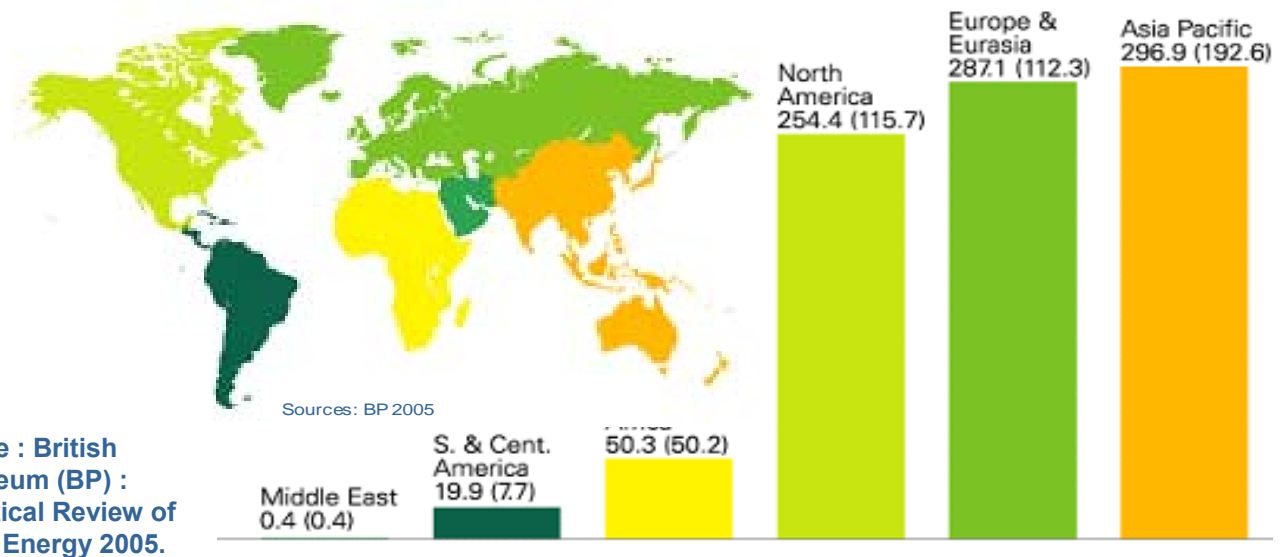 Europe &
Eurasia
287.1 (112.3)
Asia Pacific
296.9 (192.6)
North
America
254.4 (115.7)
Sources: BP 2005
50.3 (50.2)
S. & Cent.
America
19.9 (7.7)
Middle East
0.4 (0.4)
e : British
eum (BP) :
tical Review of
Energy 2005.